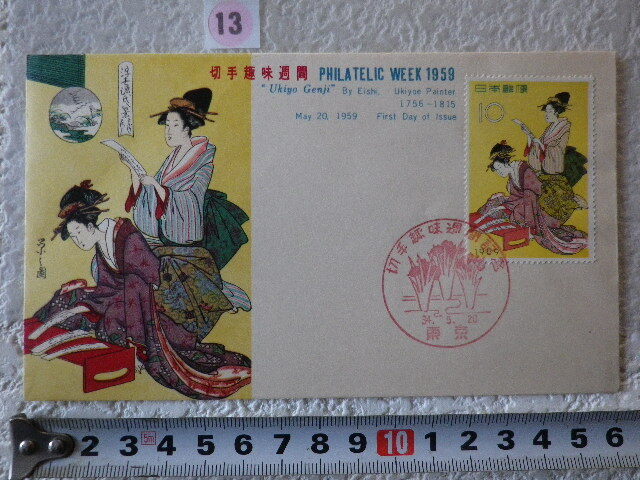 13
切手趣味週間 PHILATELIC WEEK 1959
"Ukiyo Genji" By Eishi, Ukiyoe Painter
1756-1815
May 20, 1959 First Day of Issue
日本郵便
10
1959
切手趣味週間
34. 5. 20
東京
2 3 5m 4 5 6 7 8 9 10 1 2 3 4 5 6